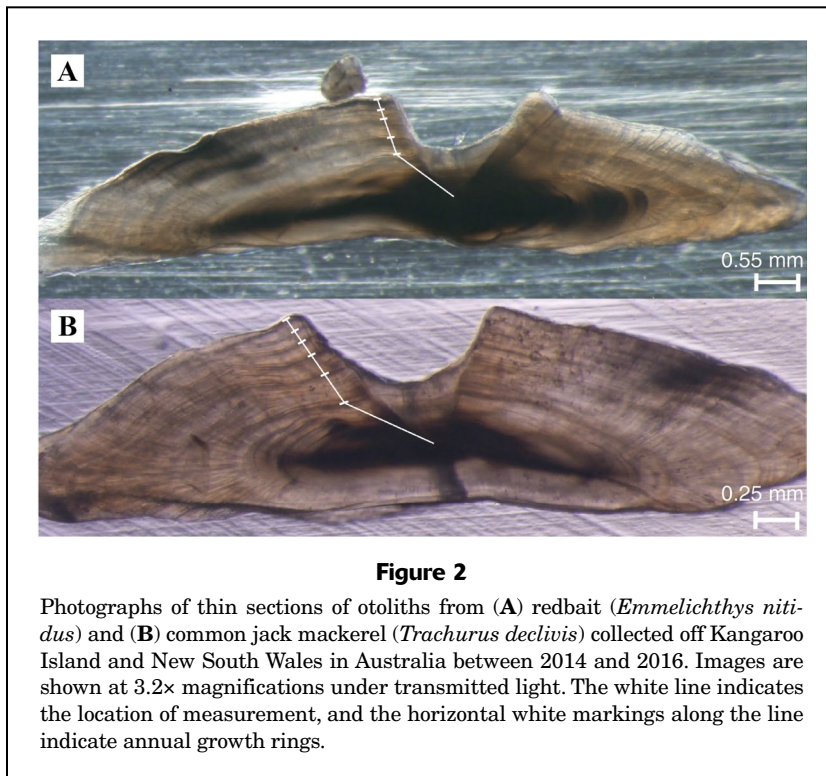 A
0.55 mm
B
0.25 mm
Figure 2
Photographs of thin sections of otoliths from (A) redbait (Emmelichthys niti-
dus) and (B) common jack mackerel (Trachurus declivis) collected off Kangaroo
Island and New South Wales in Australia between 2014 and 2016. Images are
shown at 3.2× magnifications under transmitted light. The white line indicates
the location of measurement, and the horizontal white markings along the line
indicate annual growth rings.